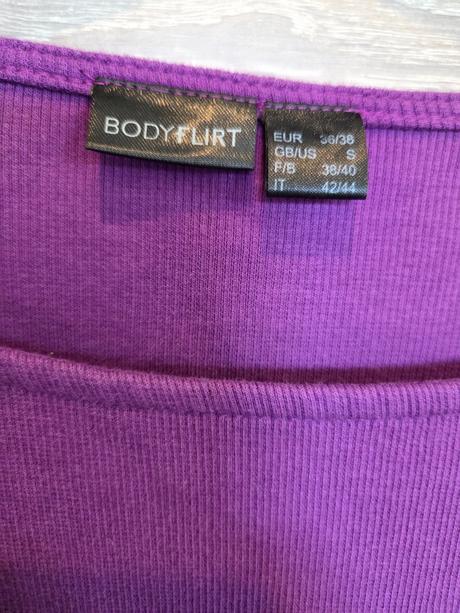 BODYFLIRT
EUR 36/38
GB/US S
F/B 38/40
IT 42/44